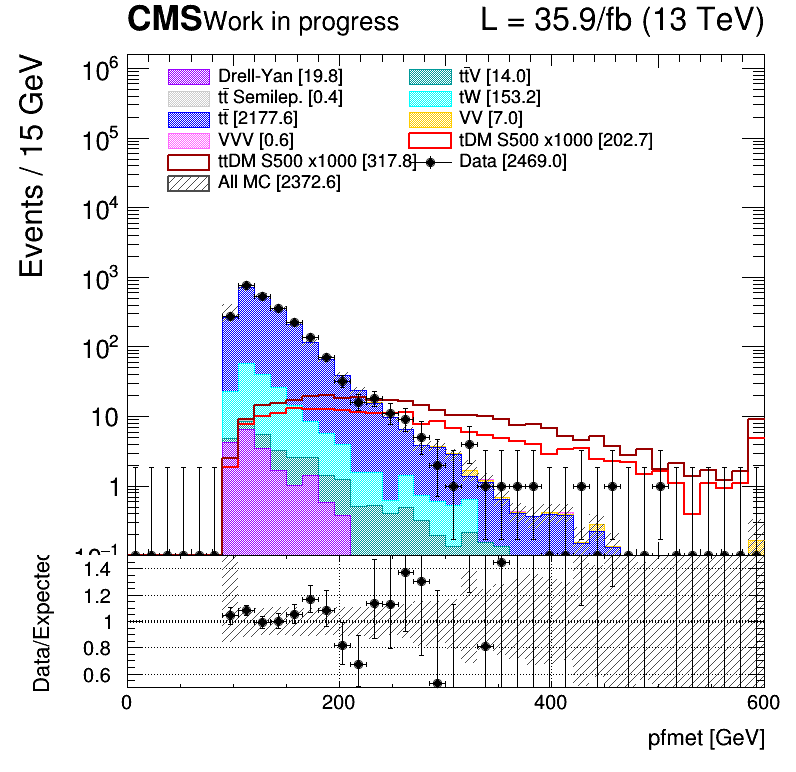 CMS Work in progress L = 35.9/fb (13 TeV)
Events / 15 GeV
Drell-Yan [19.8] tt̄V [14.0]
tt̄ Semilep. [0.4] tW [153.2]
tt̄ [2177.6] VV [7.0]
VVV [0.6] tDM S500 x1000 [202.7]
ttDM S500 x1000 [317.8] Data [2469.0]
All MC [2372.6]
10⁶
10⁵
10⁴
10³
10²
10
1
10⁻¹
Data/Expected
1.4
1.2
1
0.8
0.6
0 200 400 600
pfmet [GeV]